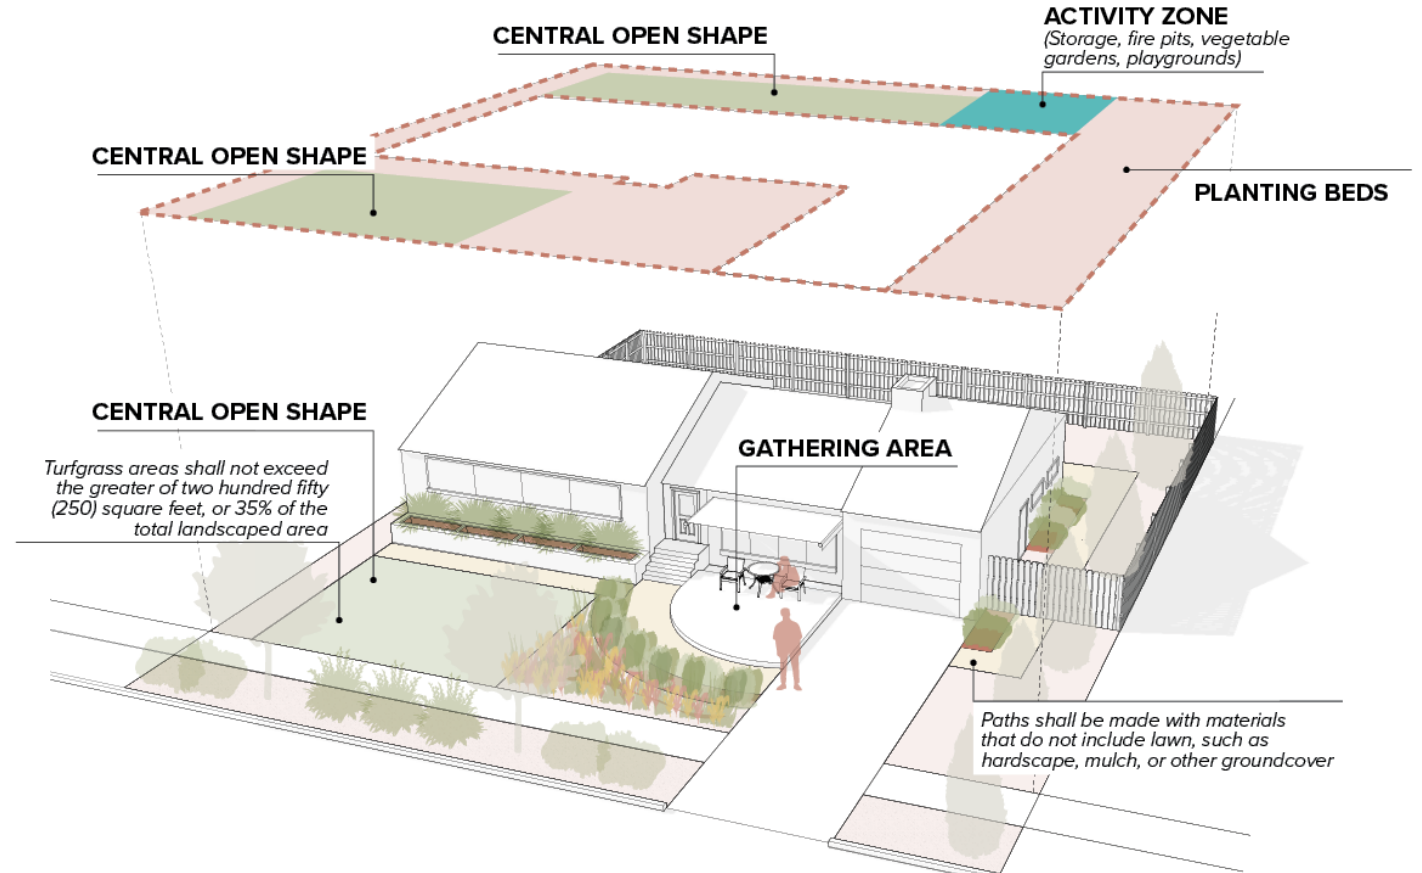 CENTRAL OPEN SHAPE
ACTIVITY ZONE
(Storage, fire pits, vegetable
gardens, playgrounds)
CENTRAL OPEN SHAPE
PLANTING BEDS
CENTRAL OPEN SHAPE
Turfgrass areas shall not exceed
the greater of two hundred fifty
(250) square feet, or 35% of the
total landscaped area
GATHERING AREA
Paths shall be made with materials
that do not include lawn, such as
hardscape, mulch, or other groundcover